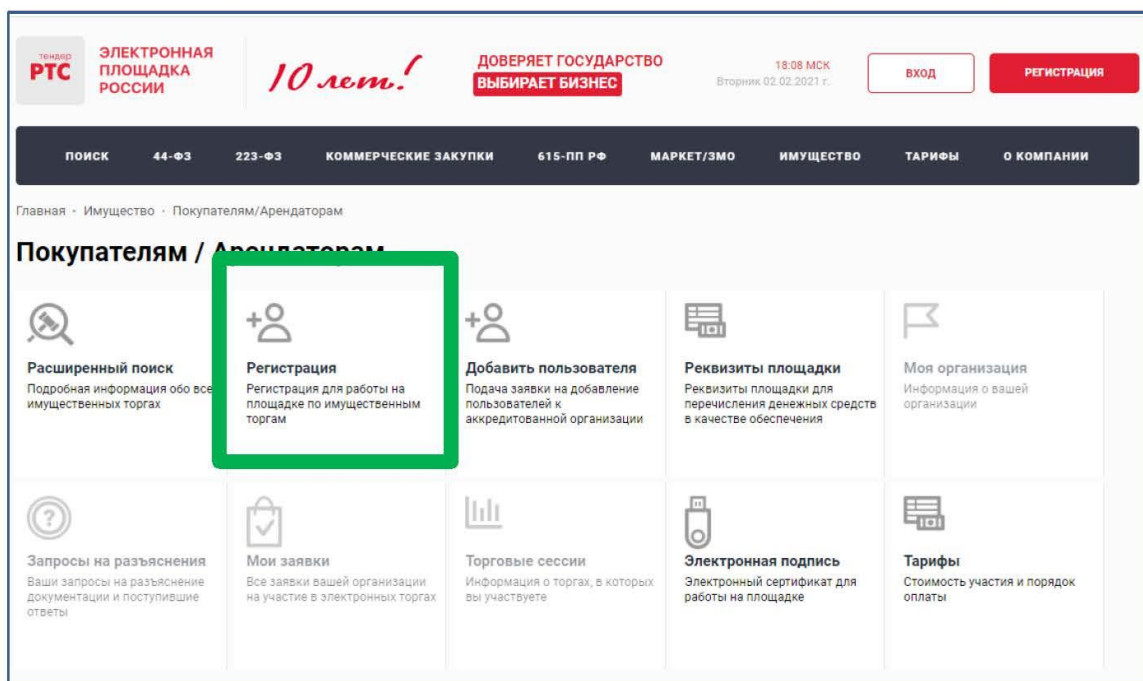 тендер
РТС
ЭЛЕКТРОННАЯ
ПЛОЩАДКА
РОССИИ
10 лет!
ДОВЕРЯЕТ ГОСУДАРСТВО
ВЫБИРАЕТ БИЗНЕС
18:08 МСК
Вторник 02.02.2021 г.
ВХОД
РЕГИСТРАЦИЯ
ПОИСК 44-ФЗ 223-ФЗ КОММЕРЧЕСКИЕ ЗАКУПКИ 615-ПП РФ МАРКЕТ/ЗМО ИМУЩЕСТВО ТАРИФЫ О КОМПАНИИ
Главная · Имущество · Покупателям/Арендаторам
Покупателям / Арендаторам
Расширенный поиск
Подробная информация обо все
имущественных торгах
Регистрация
Регистрация для работы на
площадке по имущественным
торгам
Добавить пользователя
Подача заявки на добавление
пользователей к
аккредитованной организации
Реквизиты площадки
Реквизиты площадки для
перечисления денежных средств
в качестве обеспечения
Моя организация
Информация о вашей
организации
Запросы на разъяснения
Ваши запросы на разъяснение
документации и поступившие
ответы
Мои заявки
Все заявки вашей организации
на участие в электронных торгах
Торговые сессии
Информация о торгах, в которых
вы участвуете
Электронная подпись
Электронный сертификат для
работы на площадке
Тарифы
Стоимость участия и порядок
оплаты